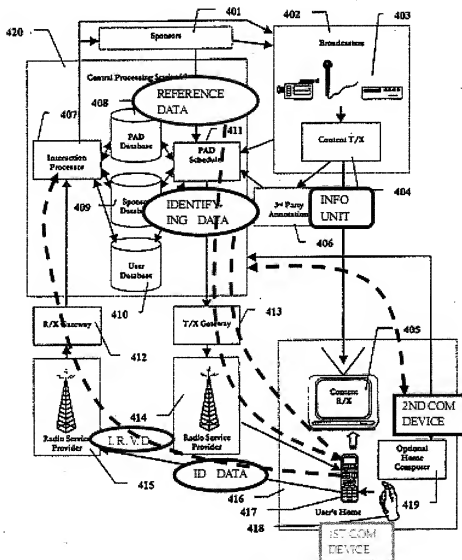 401
420
Sponsors
402
403
Broadcasters
Central Processing
408
REFERENCE
DATA
407
411
PAD
Database
PAD
Scheduler
Interaction
Processor
Content T/X
409
Sponsor
Database
IDENTIFY-
ING DATA
3rd Party
Annotation
INFO
UNIT
404
406
User
Database
410
R/X Gateway
412
T/X Gateway
413
405
Content
R/X
414
2ND COM
DEVICE
Radio Service
Provider
I.R.V.D.
Radio Service
Provider
Optional
Home
Computer
415
ID DATA
416
417
418
User's Home
419
1ST COM
DEVICE